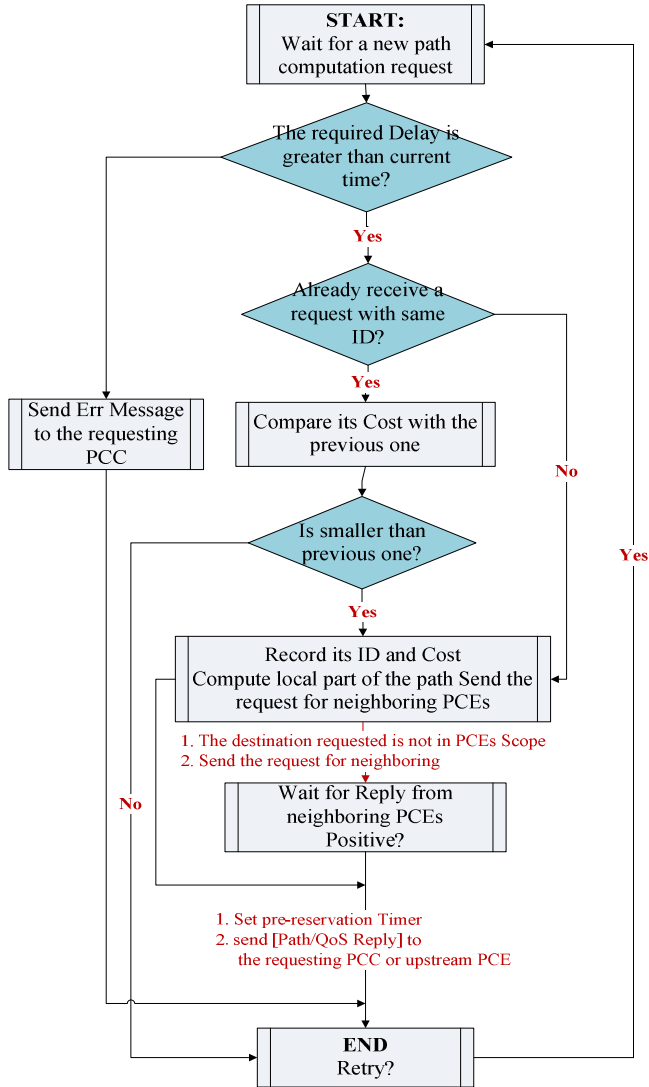 START:
Wait for a new path
computation request
The required Delay is
greater than current
time?
Yes
Already receive a
request with same
ID?
Yes
Send Err Message
to the requesting
PCC
Compare its Cost with the
previous one
No
Is smaller than
previous one?
Yes
Yes
Record its ID and Cost
Compute local part of the path Send the
request for neighboring PCEs
1. The destination requested is not in PCEs Scope
2. Send the request for neighboring
No
Wait for Reply from
neighboring PCEs
Positive?
1. Set pre-reservation Timer
2. send [Path/QoS Reply] to
the requesting PCC or upstream PCE
END
Retry?